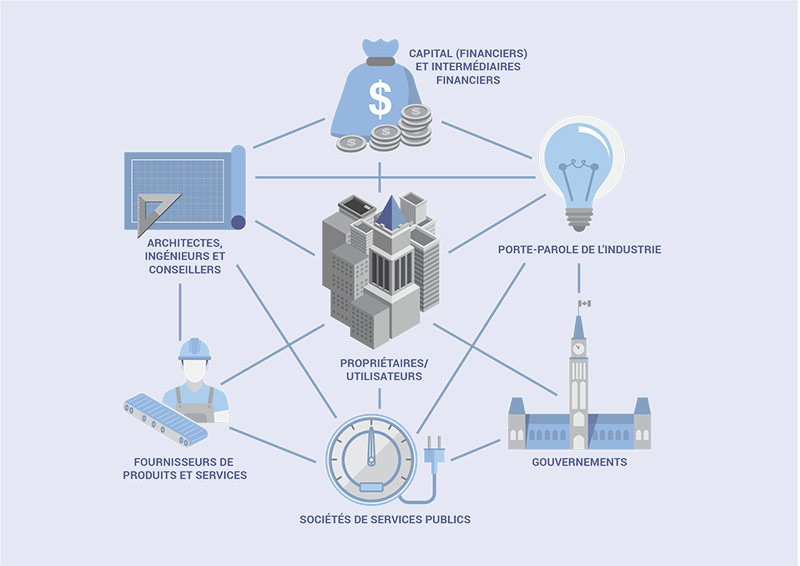 CAPITAL (FINANCIERS)
ET INTERMÉDIAIRES
FINANCIERS
$
$
$
$
$
ARCHITECTES,
INGÉNIEURS ET
CONSEILLERS
PORTE-PAROLE DE L'INDUSTRIE
PROPRIÉTAIRES/
UTILISATEURS
FOURNISSEURS DE
PRODUITS ET SERVICES
GOUVERNEMENTS
SOCIÉTÉS DE SERVICES PUBLICS